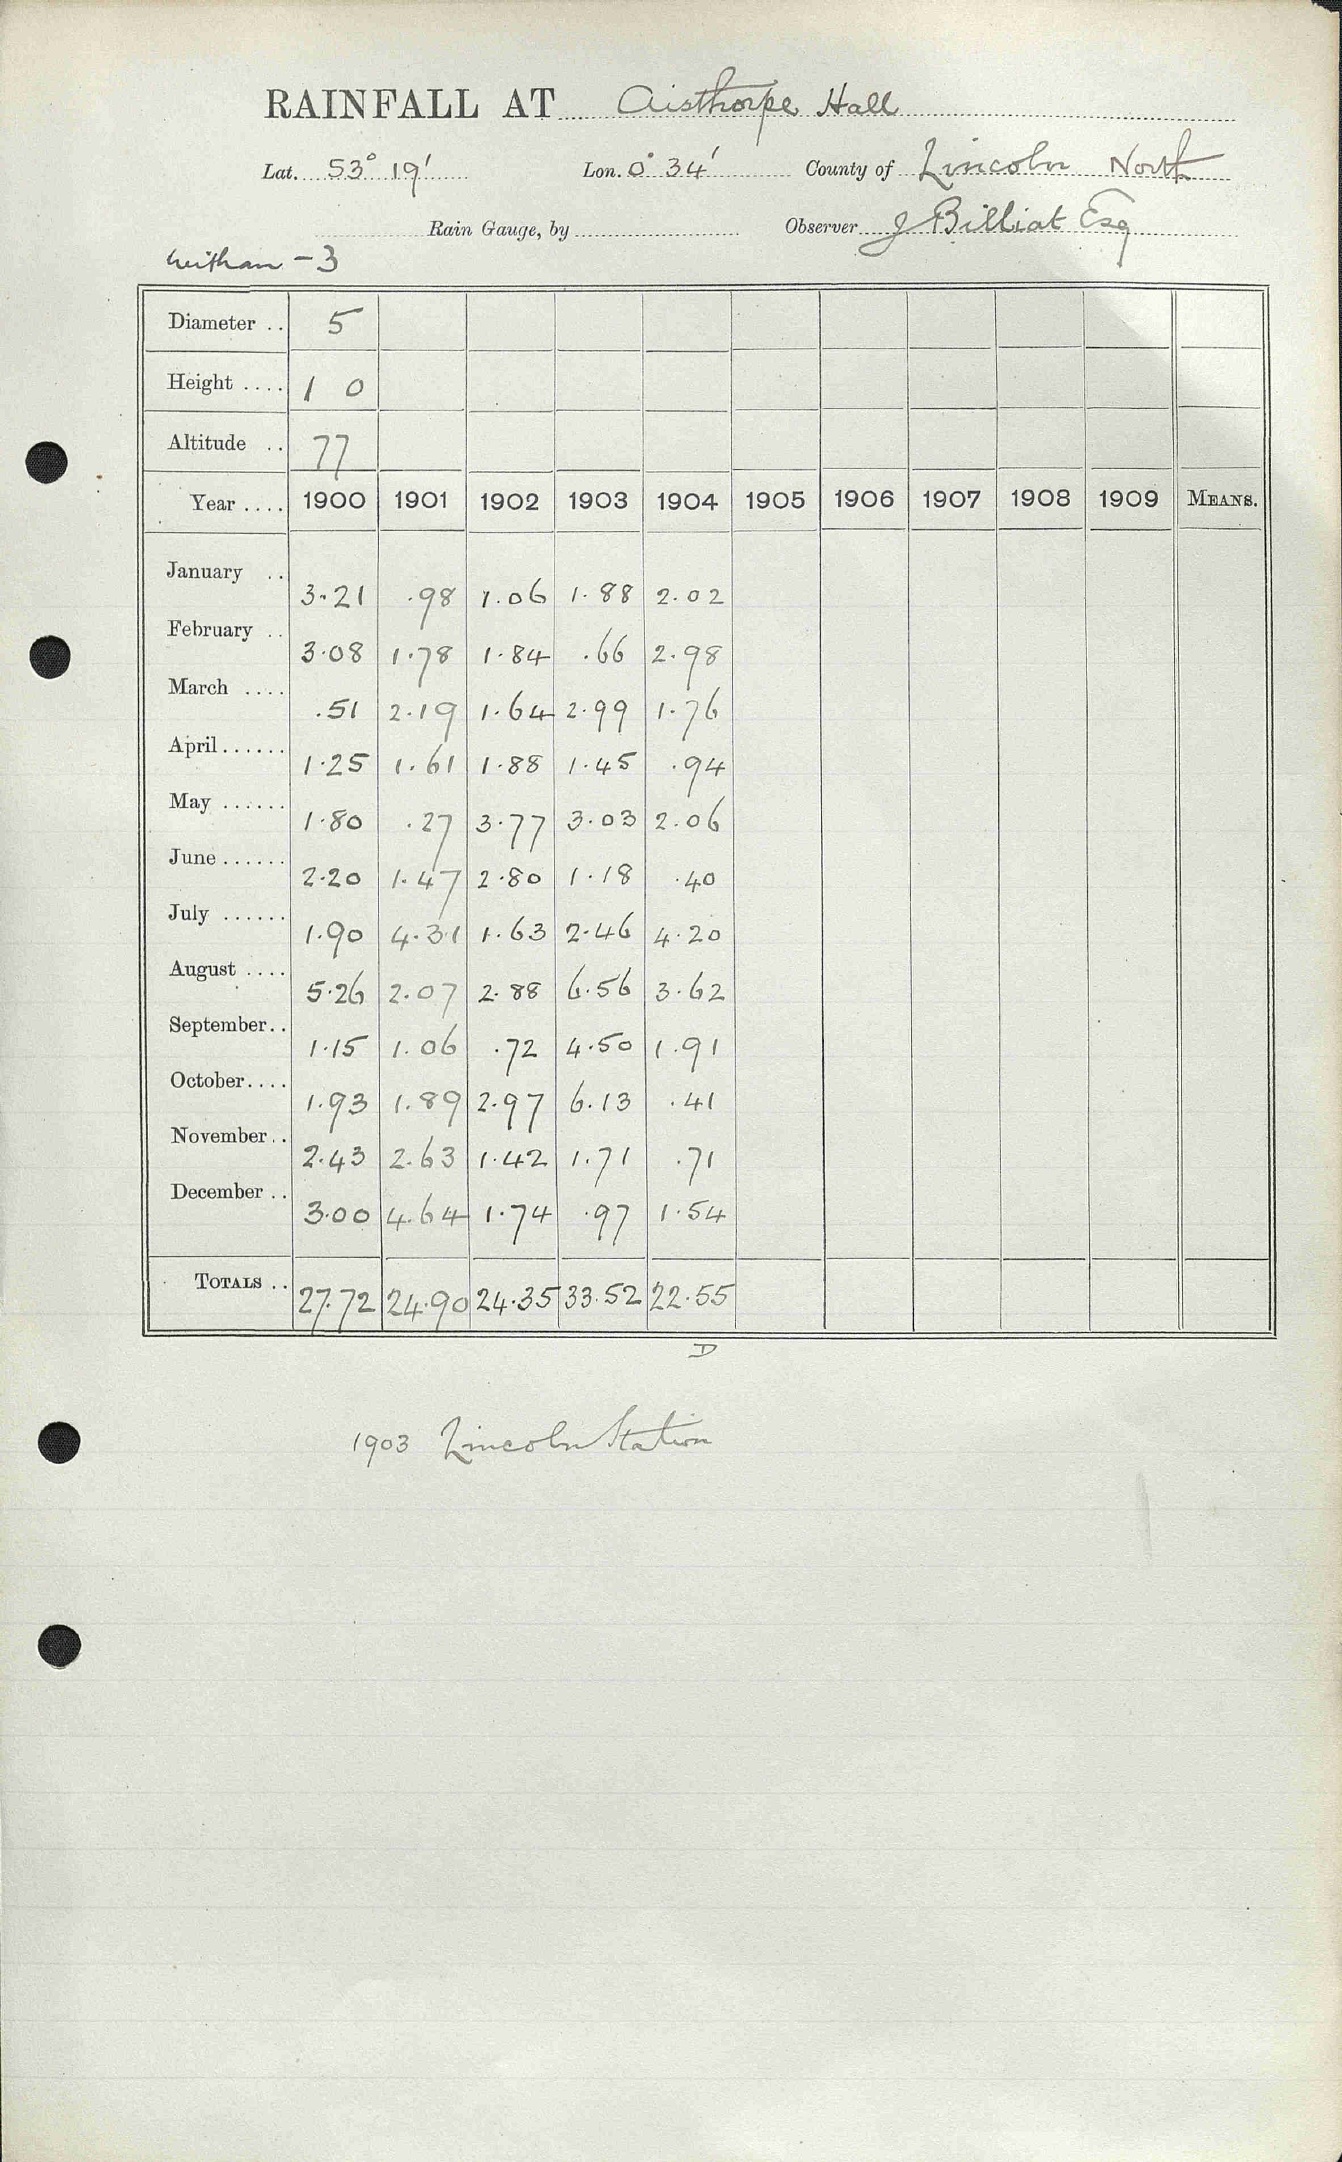 RAINFALL AT Aisthorpe Hall
Lat. 53° 19' Lon. 0° 34' County of Lincoln North
Rain Gauge, by Observer J Billiat Esq
Witham - 3
Diameter .. 5
Height .... 1 0
Altitude .. 77
Year .... 1900 1901 1902 1903 1904 1905 1906 1907 1908 1909 MEANS.
January .. 3.21 .98 1.06 1.88 2.02
February .. 3.08 1.78 1.84 .66 2.98
March .... .51 2.19 1.64 2.99 1.76
April...... 1.25 1.61 1.88 1.45 .94
May ...... 1.80 .27 3.77 3.03 2.06
June...... 2.20 1.47 2.80 1.18 .40
July ...... 1.90 4.31 1.63 2.46 4.20
August .... 5.26 2.07 2.88 6.56 3.62
September.. 1.15 1.06 .72 4.50 1.91
October.... 1.93 1.89 2.97 6.13 .41
November.. 2.43 2.63 1.42 1.71 .71
December .. 3.00 4.64 1.74 .97 1.54
TOTALS .. 27.72 24.90 24.35 33.52 22.55
D
1903 Lincoln Station